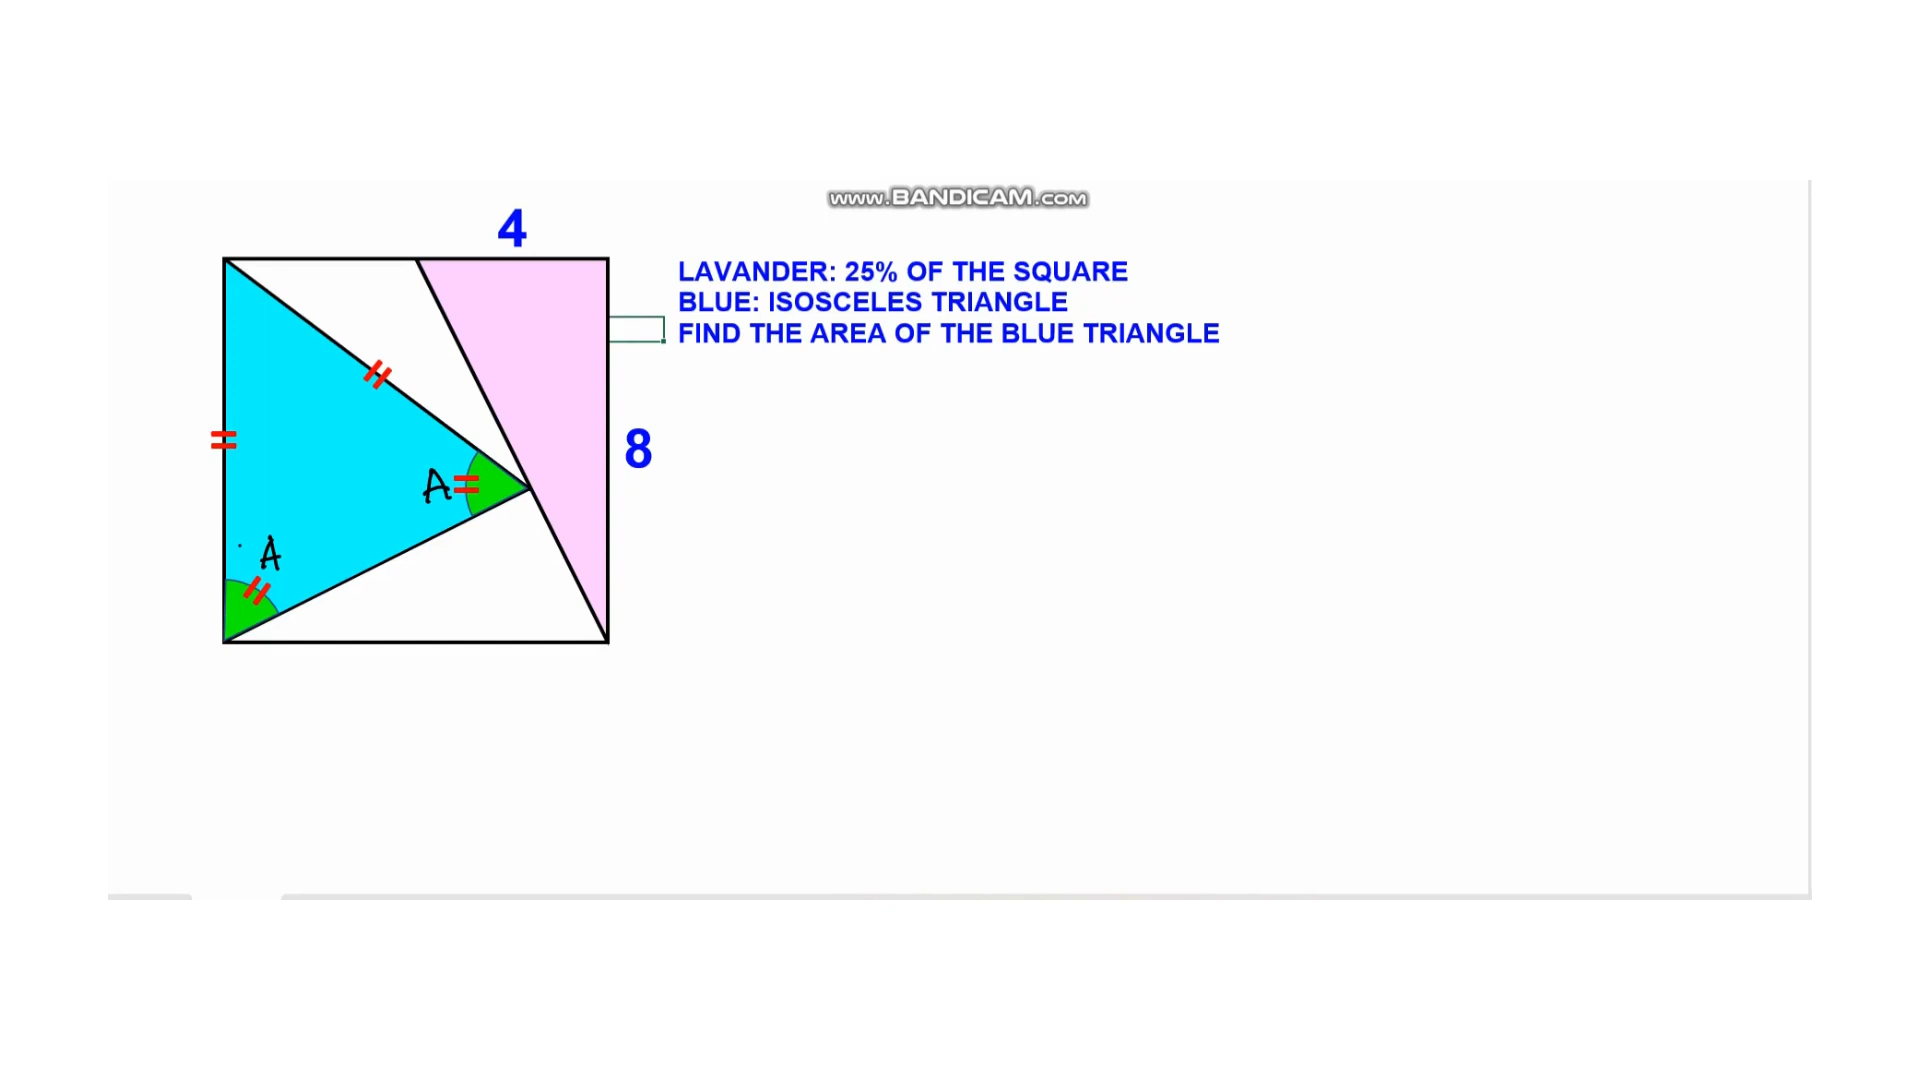 www.BANDICAM.com
4
LAVANDER: 25% OF THE SQUARE
BLUE: ISOSCELES TRIANGLE
FIND THE AREA OF THE BLUE TRIANGLE
8
A
A